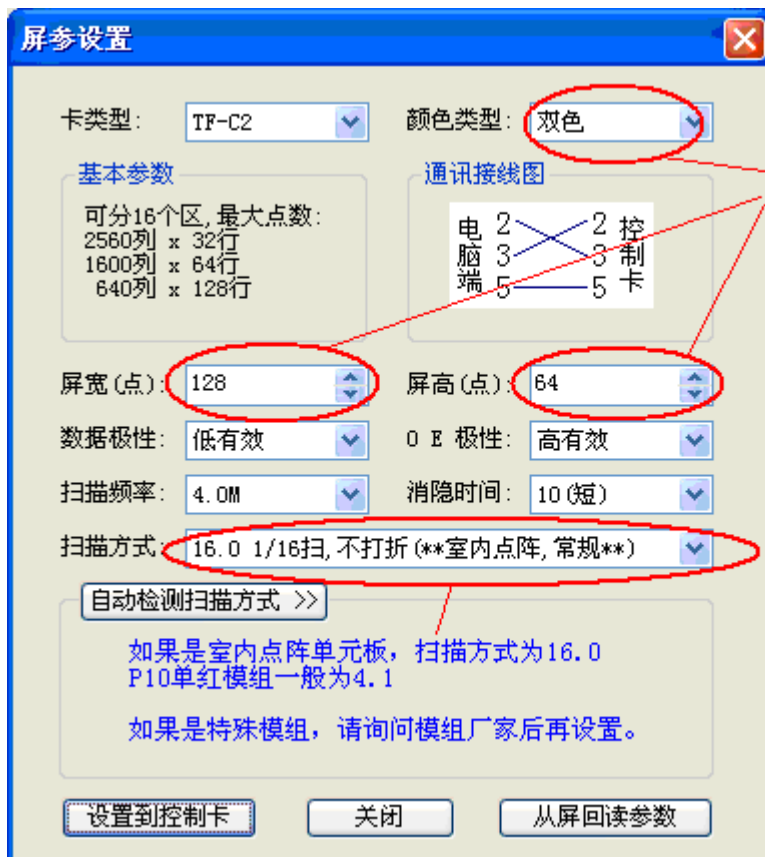 屏参设置
卡类型: TF-C2 颜色类型: 双色
基本参数 通讯接线图
可分16个区,最大点数:
2560列 x 32行
1600列 x 64行
640列 x 128行
电脑端 2 3 5 2 3 5 控制卡
屏宽(点): 128 屏高(点): 64
数据极性: 低有效 O E 极性: 高有效
扫描频率: 4.0M 消隐时间: 10(短)
扫描方式: 16.0 1/16扫,不打折(**室内点阵,常规**)
自动检测扫描方式 >>
如果是室内点阵单元板，扫描方式为16.0
P10单红模组一般为4.1
如果是特殊模组，请询问模组厂家后再设置。
设置到控制卡 关闭 从屏回读参数